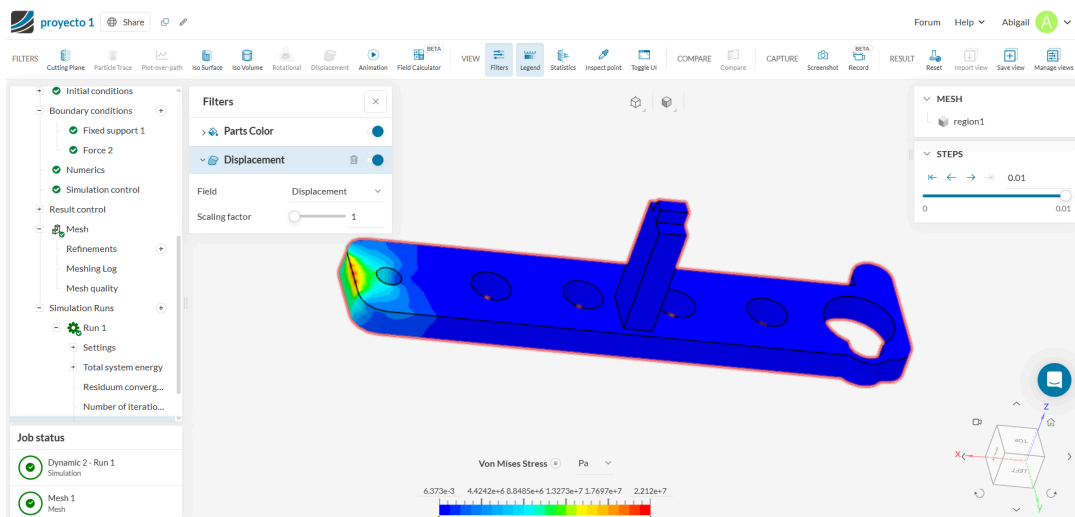 proyecto 1
Share
Forum
Help
Abigail
A
FILTERS
Cutting Plane
Particle Trace
Plot-over-path
Iso Surface
Iso Volume
Rotational
Displacement
Animation
BETA
Field Calculator
VIEW
Filters
Legend
Statistics
Inspect point
Toggle UI
COMPARE
Compare
CAPTURE
Screenshot
BETA
Record
RESULT
Reset
Import view
Save view
Manage views
Initial conditions
Boundary conditions
Fixed support 1
Force 2
Numerics
Simulation control
Result control
Mesh
Refinements
Meshing Log
Mesh quality
Simulation Runs
Run 1
Settings
Total system energy
Residuum converg...
Number of iteratio...
Job status
Dynamic 2 - Run 1
Simulation
Mesh 1
Mesh
Filters
Parts Color
Displacement
Field
Displacement
Scaling factor
1
MESH
region1
STEPS
0.01
0
0.01
Von Mises Stress
Pa
6.373e-3 4.4242e+6 8.8485e+6 1.3273e+7 1.7697e+7 2.212e+7
Z
TOP
X
LEFT
Y